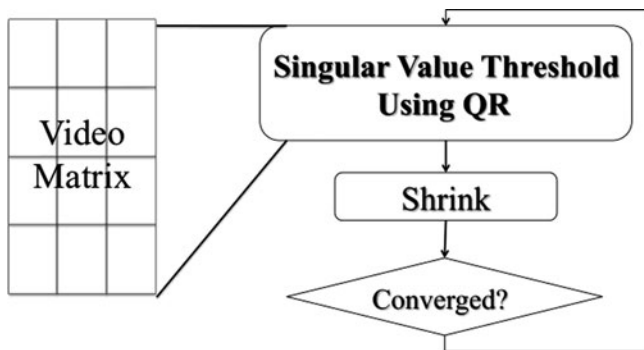 Video
Matrix
Singular Value Threshold
Using QR
Shrink
Converged?